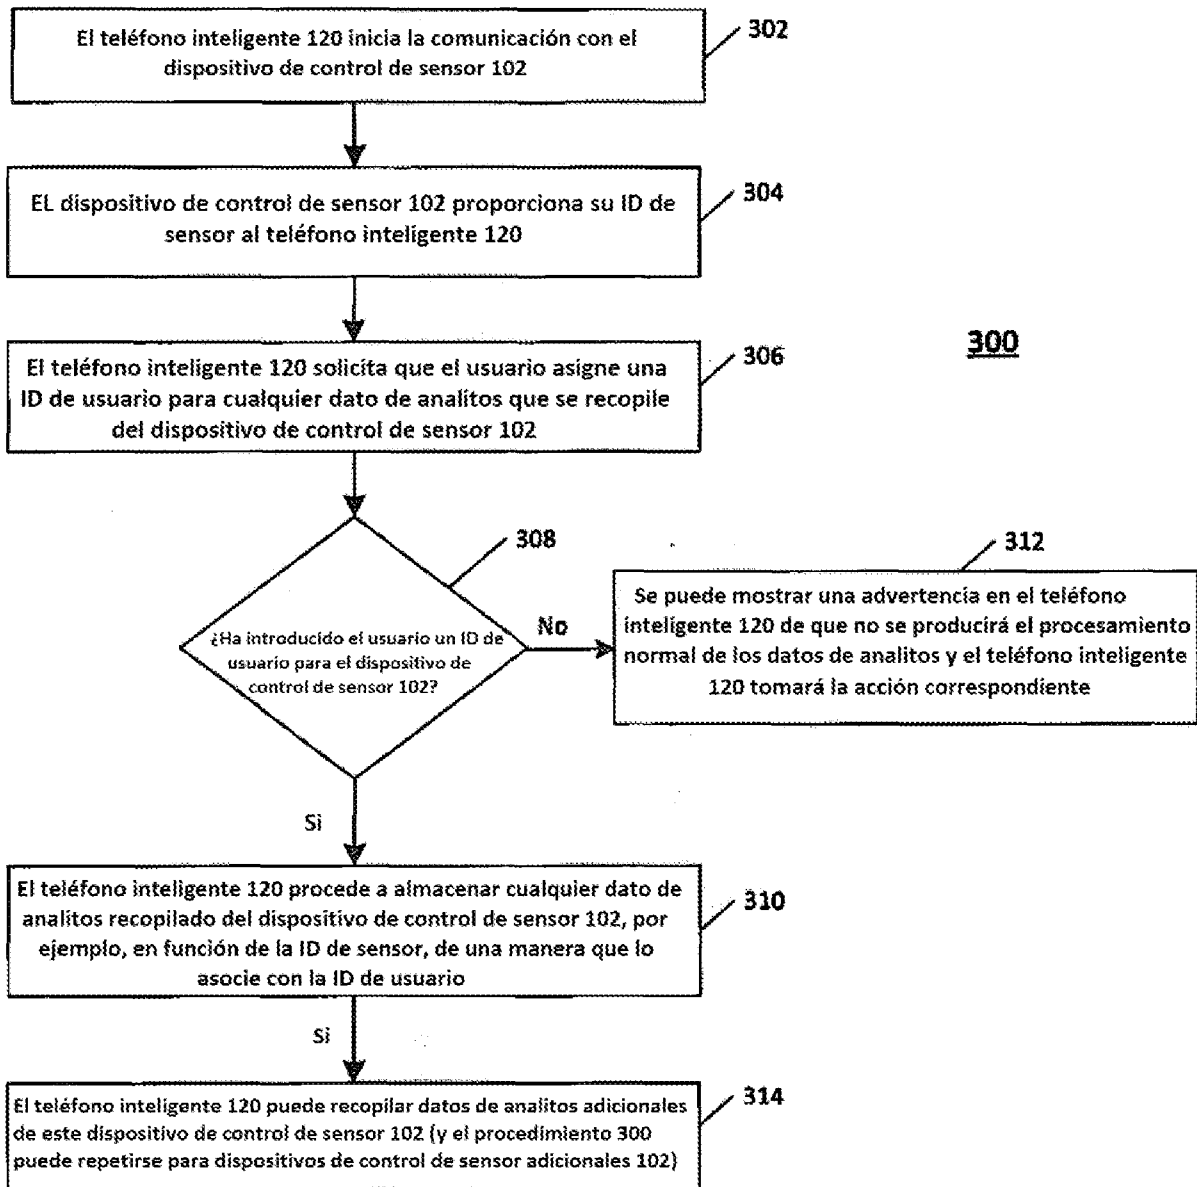 El teléfono inteligente 120 inicia la comunicación con el
dispositivo de control de sensor 102
302
EL dispositivo de control de sensor 102 proporciona su ID de
sensor al teléfono inteligente 120
304
El teléfono inteligente 120 solicita que el usuario asigne una
ID de usuario para cualquier dato de analitos que se recopile
del dispositivo de control de sensor 102
306
300
¿Ha introducido el usuario un ID de
usuario para el dispositivo de
control de sensor 102?
308
No
Se puede mostrar una advertencia en el teléfono
inteligente 120 de que no se producirá el procesamiento
normal de los datos de analitos y el teléfono inteligente
120 tomará la acción correspondiente
312
Si
El teléfono inteligente 120 procede a almacenar cualquier dato de
analitos recopilado del dispositivo de control de sensor 102, por
ejemplo, en función de la ID de sensor, de una manera que lo
asocie con la ID de usuario
310
Si
El teléfono inteligente 120 puede recopilar datos de analitos adicionales
de este dispositivo de control de sensor 102 (y el procedimiento 300
puede repetirse para dispositivos de control de sensor adicionales 102)
314